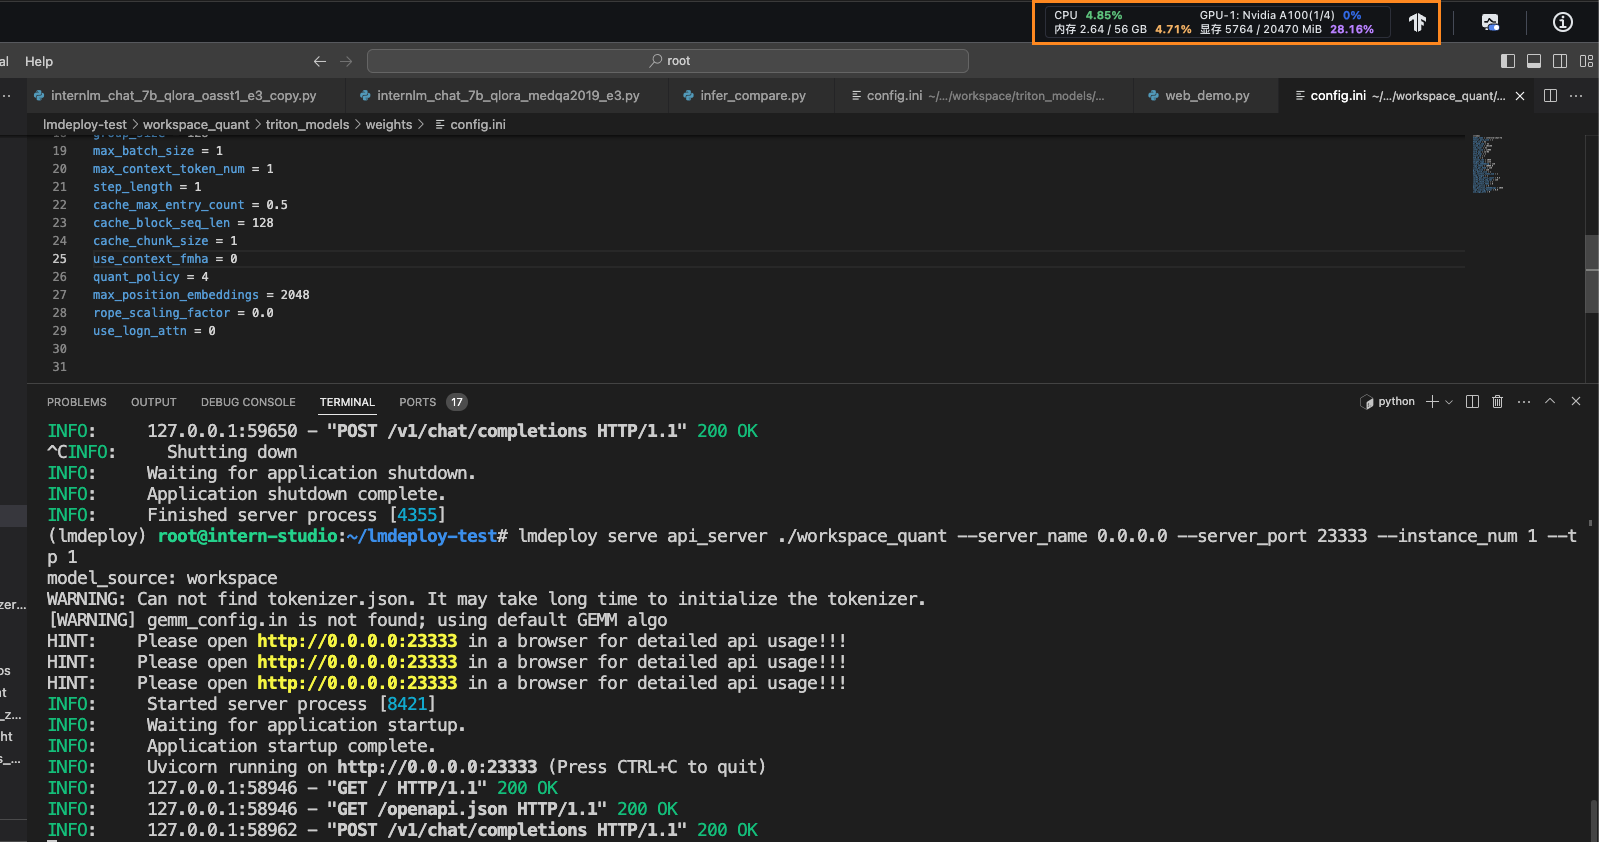 CPU 4.85% GPU-1: Nvidia A100(1/4) 0%
内存 2.64 / 56 GB 4.71% 显存 5764 / 20470 MiB 28.16%
al Help root
internlm_chat_7b_qlora_oasst1_e3_copy.py internlm_chat_7b_qlora_medqa2019_e3.py infer_compare.py config.ini ~/.../workspace/triton_models/... web_demo.py config.ini ~/.../workspace_quant/...
lmdeploy-test > workspace_quant > triton_models > weights > config.ini
19 max_batch_size = 1
20 max_context_token_num = 1
21 step_length = 1
22 cache_max_entry_count = 0.5
23 cache_block_seq_len = 128
24 cache_chunk_size = 1
25 use_context_fmha = 0
26 quant_policy = 4
27 max_position_embeddings = 2048
28 rope_scaling_factor = 0.0
29 use_logn_attn = 0
30
31
PROBLEMS OUTPUT DEBUG CONSOLE TERMINAL PORTS 17 python
INFO: 127.0.0.1:59650 – "POST /v1/chat/completions HTTP/1.1" 200 OK
^CINFO: Shutting down
INFO: Waiting for application shutdown.
INFO: Application shutdown complete.
INFO: Finished server process [4355]
(lmdeploy) root@intern-studio:~/lmdeploy-test# lmdeploy serve api_server ./workspace_quant --server_name 0.0.0.0 --server_port 23333 --instance_num 1 --t
p 1
model_source: workspace
WARNING: Can not find tokenizer.json. It may take long time to initialize the tokenizer.
[WARNING] gemm_config.in is not found; using default GEMM algo
HINT: Please open http://0.0.0.0:23333 in a browser for detailed api usage!!!
HINT: Please open http://0.0.0.0:23333 in a browser for detailed api usage!!!
HINT: Please open http://0.0.0.0:23333 in a browser for detailed api usage!!!
INFO: Started server process [8421]
INFO: Waiting for application startup.
INFO: Application startup complete.
INFO: Uvicorn running on http://0.0.0.0:23333 (Press CTRL+C to quit)
INFO: 127.0.0.1:58946 – "GET / HTTP/1.1" 200 OK
INFO: 127.0.0.1:58946 – "GET /openapi.json HTTP/1.1" 200 OK
INFO: 127.0.0.1:58962 – "POST /v1/chat/completions HTTP/1.1" 200 OK
zer...
os
nt
_z...
ht
s_...